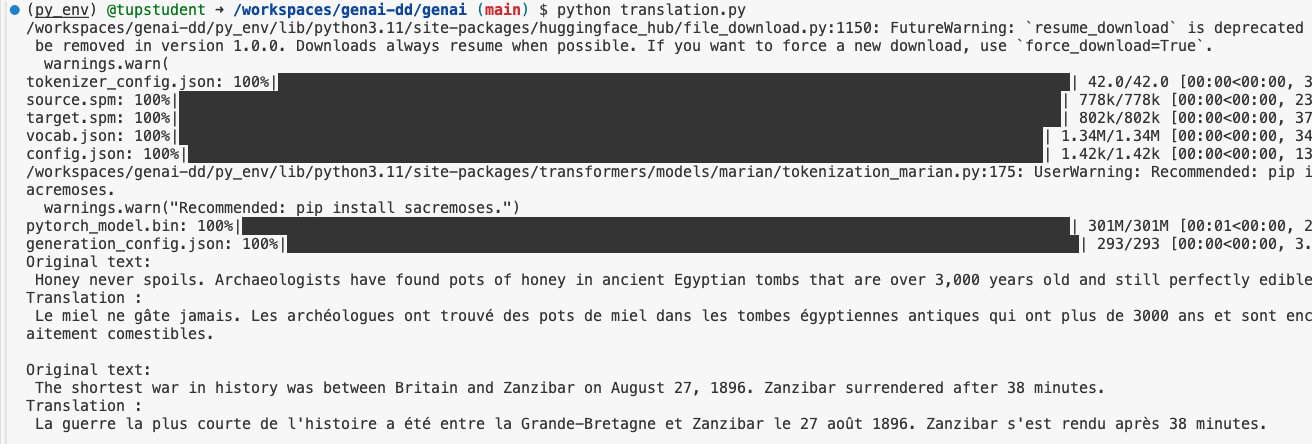 (py_env) @tupstudent ➜ /workspaces/genai-dd/genai (main) $ python translation.py
/workspaces/genai-dd/py_env/lib/python3.11/site-packages/huggingface_hub/file_download.py:1150: FutureWarning: `resume_download` is deprecated
be removed in version 1.0.0. Downloads always resume when possible. If you want to force a new download, use `force_download=True`.
warnings.warn(
tokenizer_config.json: 100%| | 42.0/42.0 [00:00<00:00, 3
source.spm: 100%| | 778k/778k [00:00<00:00, 23
target.spm: 100%| | 802k/802k [00:00<00:00, 37
vocab.json: 100%| | 1.34M/1.34M [00:00<00:00, 34
config.json: 100%| | 1.42k/1.42k [00:00<00:00, 13
/workspaces/genai-dd/py_env/lib/python3.11/site-packages/transformers/models/marian/tokenization_marian.py:175: UserWarning: Recommended: pip i
acremoses.
warnings.warn("Recommended: pip install sacremoses.")
pytorch_model.bin: 100%| | 301M/301M [00:01<00:00, 2
generation_config.json: 100%| | 293/293 [00:00<00:00, 3.
Original text:
Honey never spoils. Archaeologists have found pots of honey in ancient Egyptian tombs that are over 3,000 years old and still perfectly edible
Translation :
Le miel ne gâte jamais. Les archéologues ont trouvé des pots de miel dans les tombes égyptiennes antiques qui ont plus de 3000 ans et sont enc
aitement comestibles.
Original text:
The shortest war in history was between Britain and Zanzibar on August 27, 1896. Zanzibar surrendered after 38 minutes.
Translation :
La guerre la plus courte de l'histoire a été entre la Grande-Bretagne et Zanzibar le 27 août 1896. Zanzibar s'est rendu après 38 minutes.